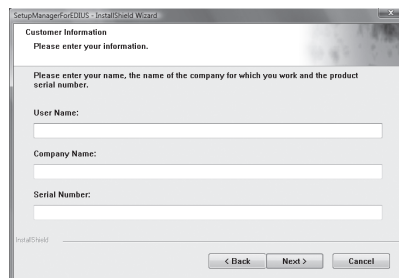 SetupManagerForEDIUS - InstallShield Wizard
Customer Information
Please enter your information.
Please enter your name, the name of the company for which you work and the product
serial number.
User Name:
Company Name:
Serial Number:
InstallShield
< Back
Next >
Cancel